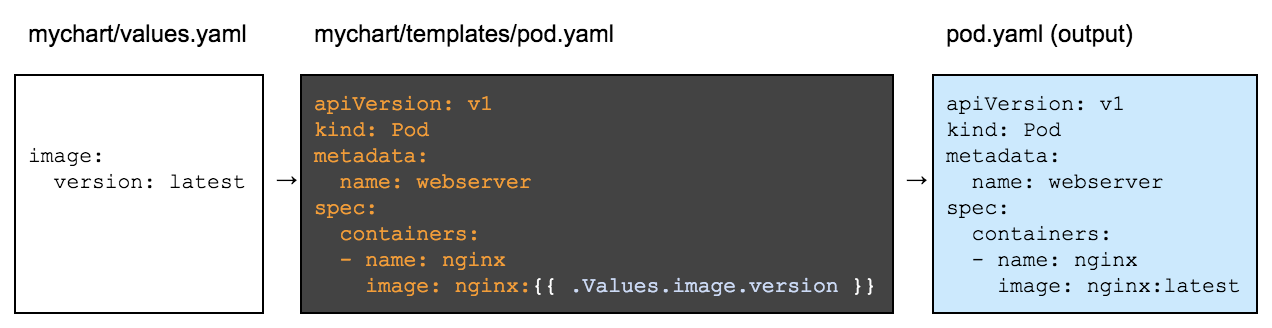 mychart/values.yaml
image:
  version: latest
→
mychart/templates/pod.yaml
apiVersion: v1
kind: Pod
metadata:
  name: webserver
spec:
  containers:
  - name: nginx
    image: nginx:{{ .Values.image.version }}
→
pod.yaml (output)
apiVersion: v1
kind: Pod
metadata:
  name: webserver
spec:
  containers:
  - name: nginx
    image: nginx:latest